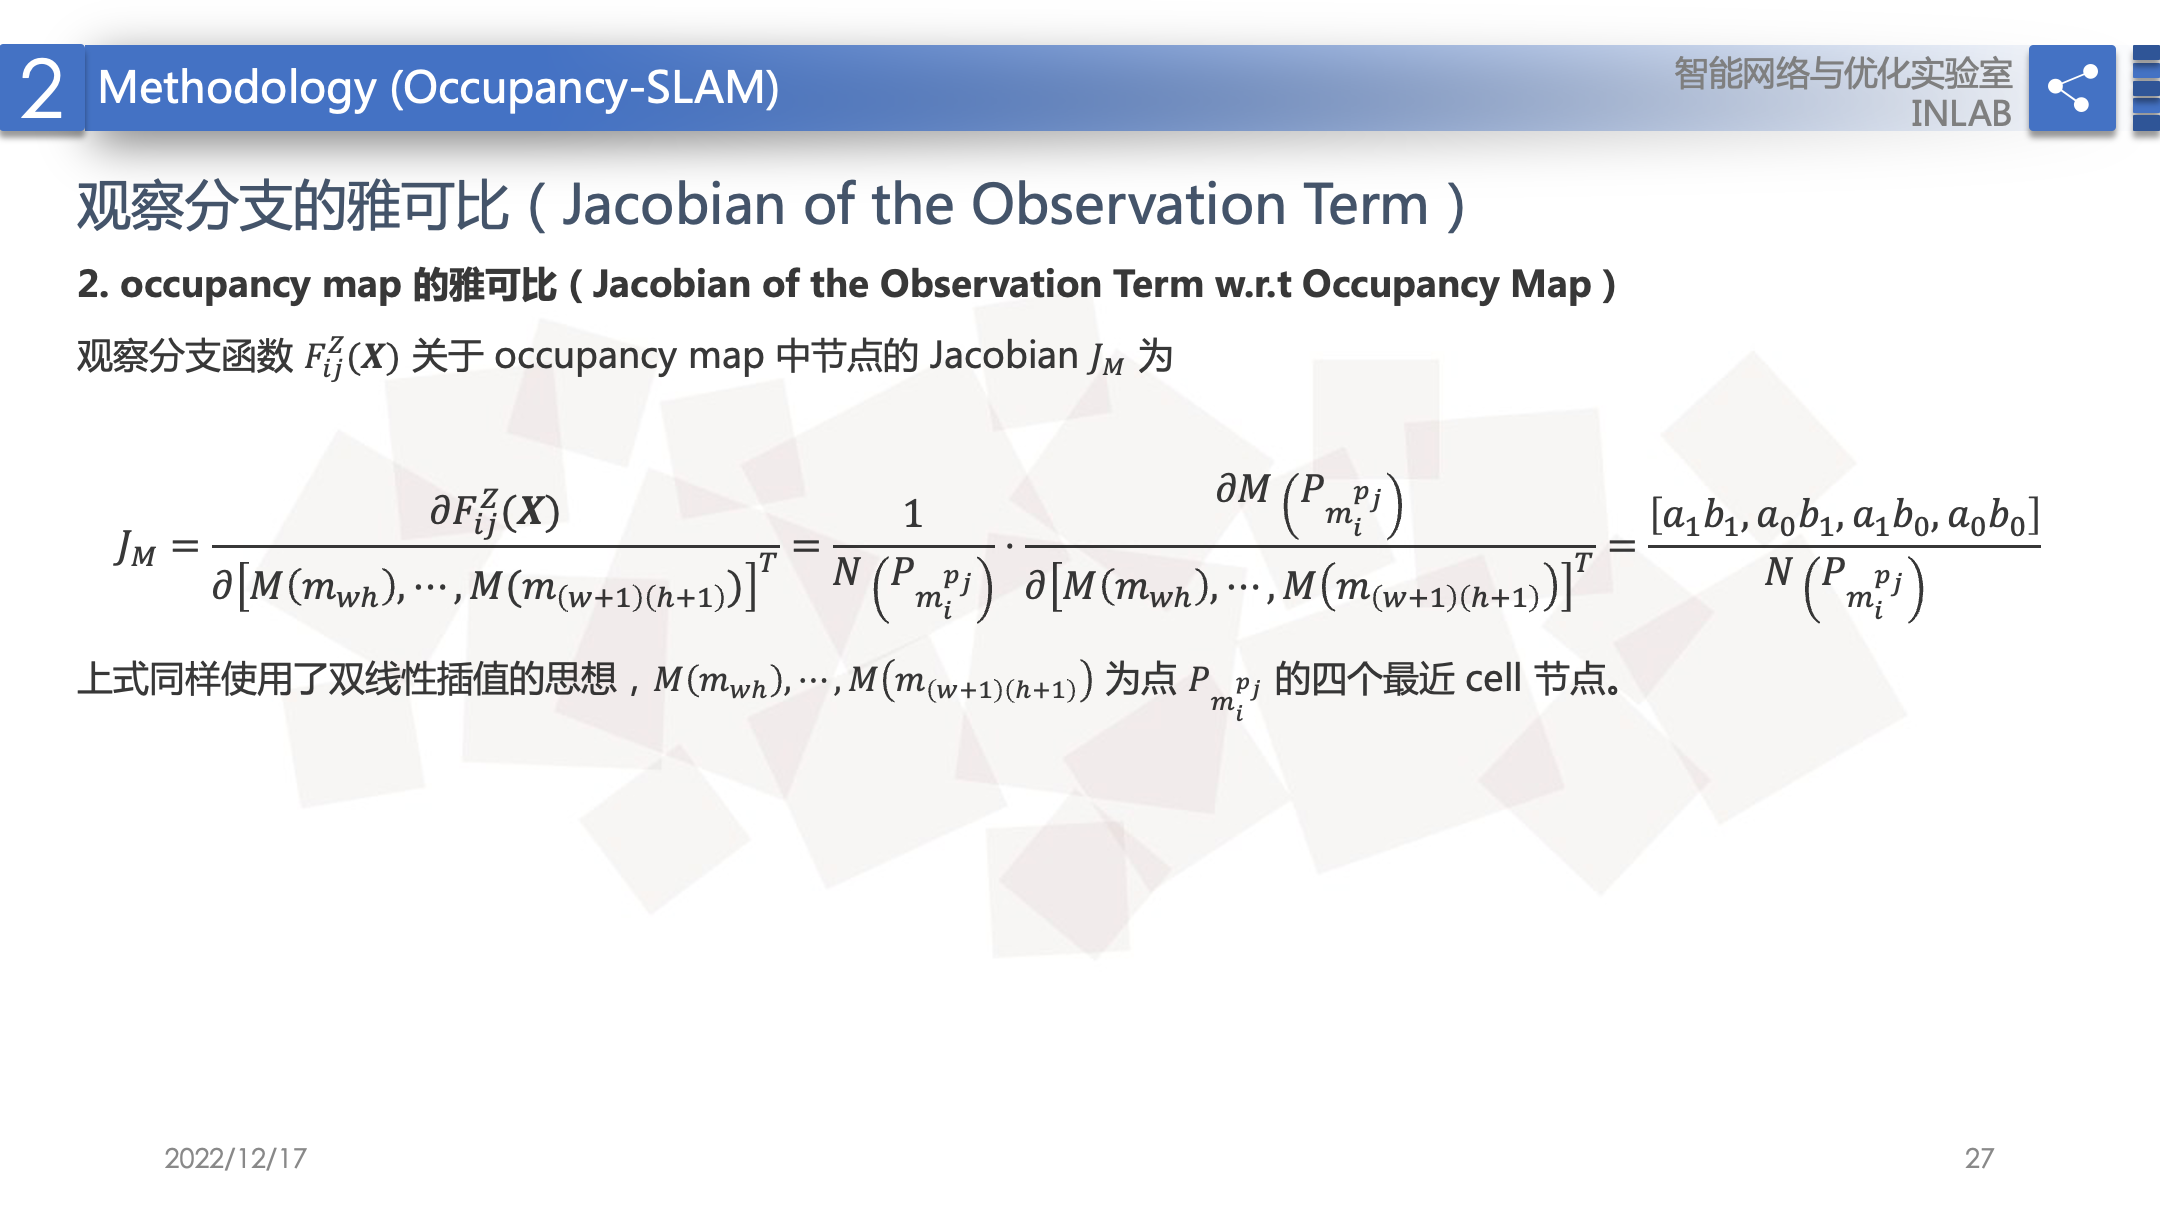 2 Methodology (Occupancy-SLAM)
智能网络与优化实验室
INLAB
观察分支的雅可比（Jacobian of the Observation Term）
2. occupancy map 的雅可比（Jacobian of the Observation Term w.r.t Occupancy Map）
观察分支函数 $F_{ij}^{Z}(\boldsymbol{X})$ 关于 occupancy map 中节点的 Jacobian $J_M$ 为
$J_M = \frac{\partial F_{ij}^{Z}(\boldsymbol{X})}{\partial [M(m_{wh}), \cdots, M(m_{(w+1)(h+1)})]^T} = \frac{1}{N(P_{m_i^{p_j}})} \cdot \frac{\partial M(P_{m_i^{p_j}})}{\partial [M(m_{wh}), \cdots, M(m_{(w+1)(h+1)})]^T} = \frac{[a_1b_1, a_0b_1, a_1b_0, a_0b_0]}{N(P_{m_i^{p_j}})}$
上式同样使用了双线性插值的思想，$M(m_{wh}), \cdots, M(m_{(w+1)(h+1)})$ 为点 $P_{m_i^{p_j}}$ 的四个最近 cell 节点。
2022/12/17
27